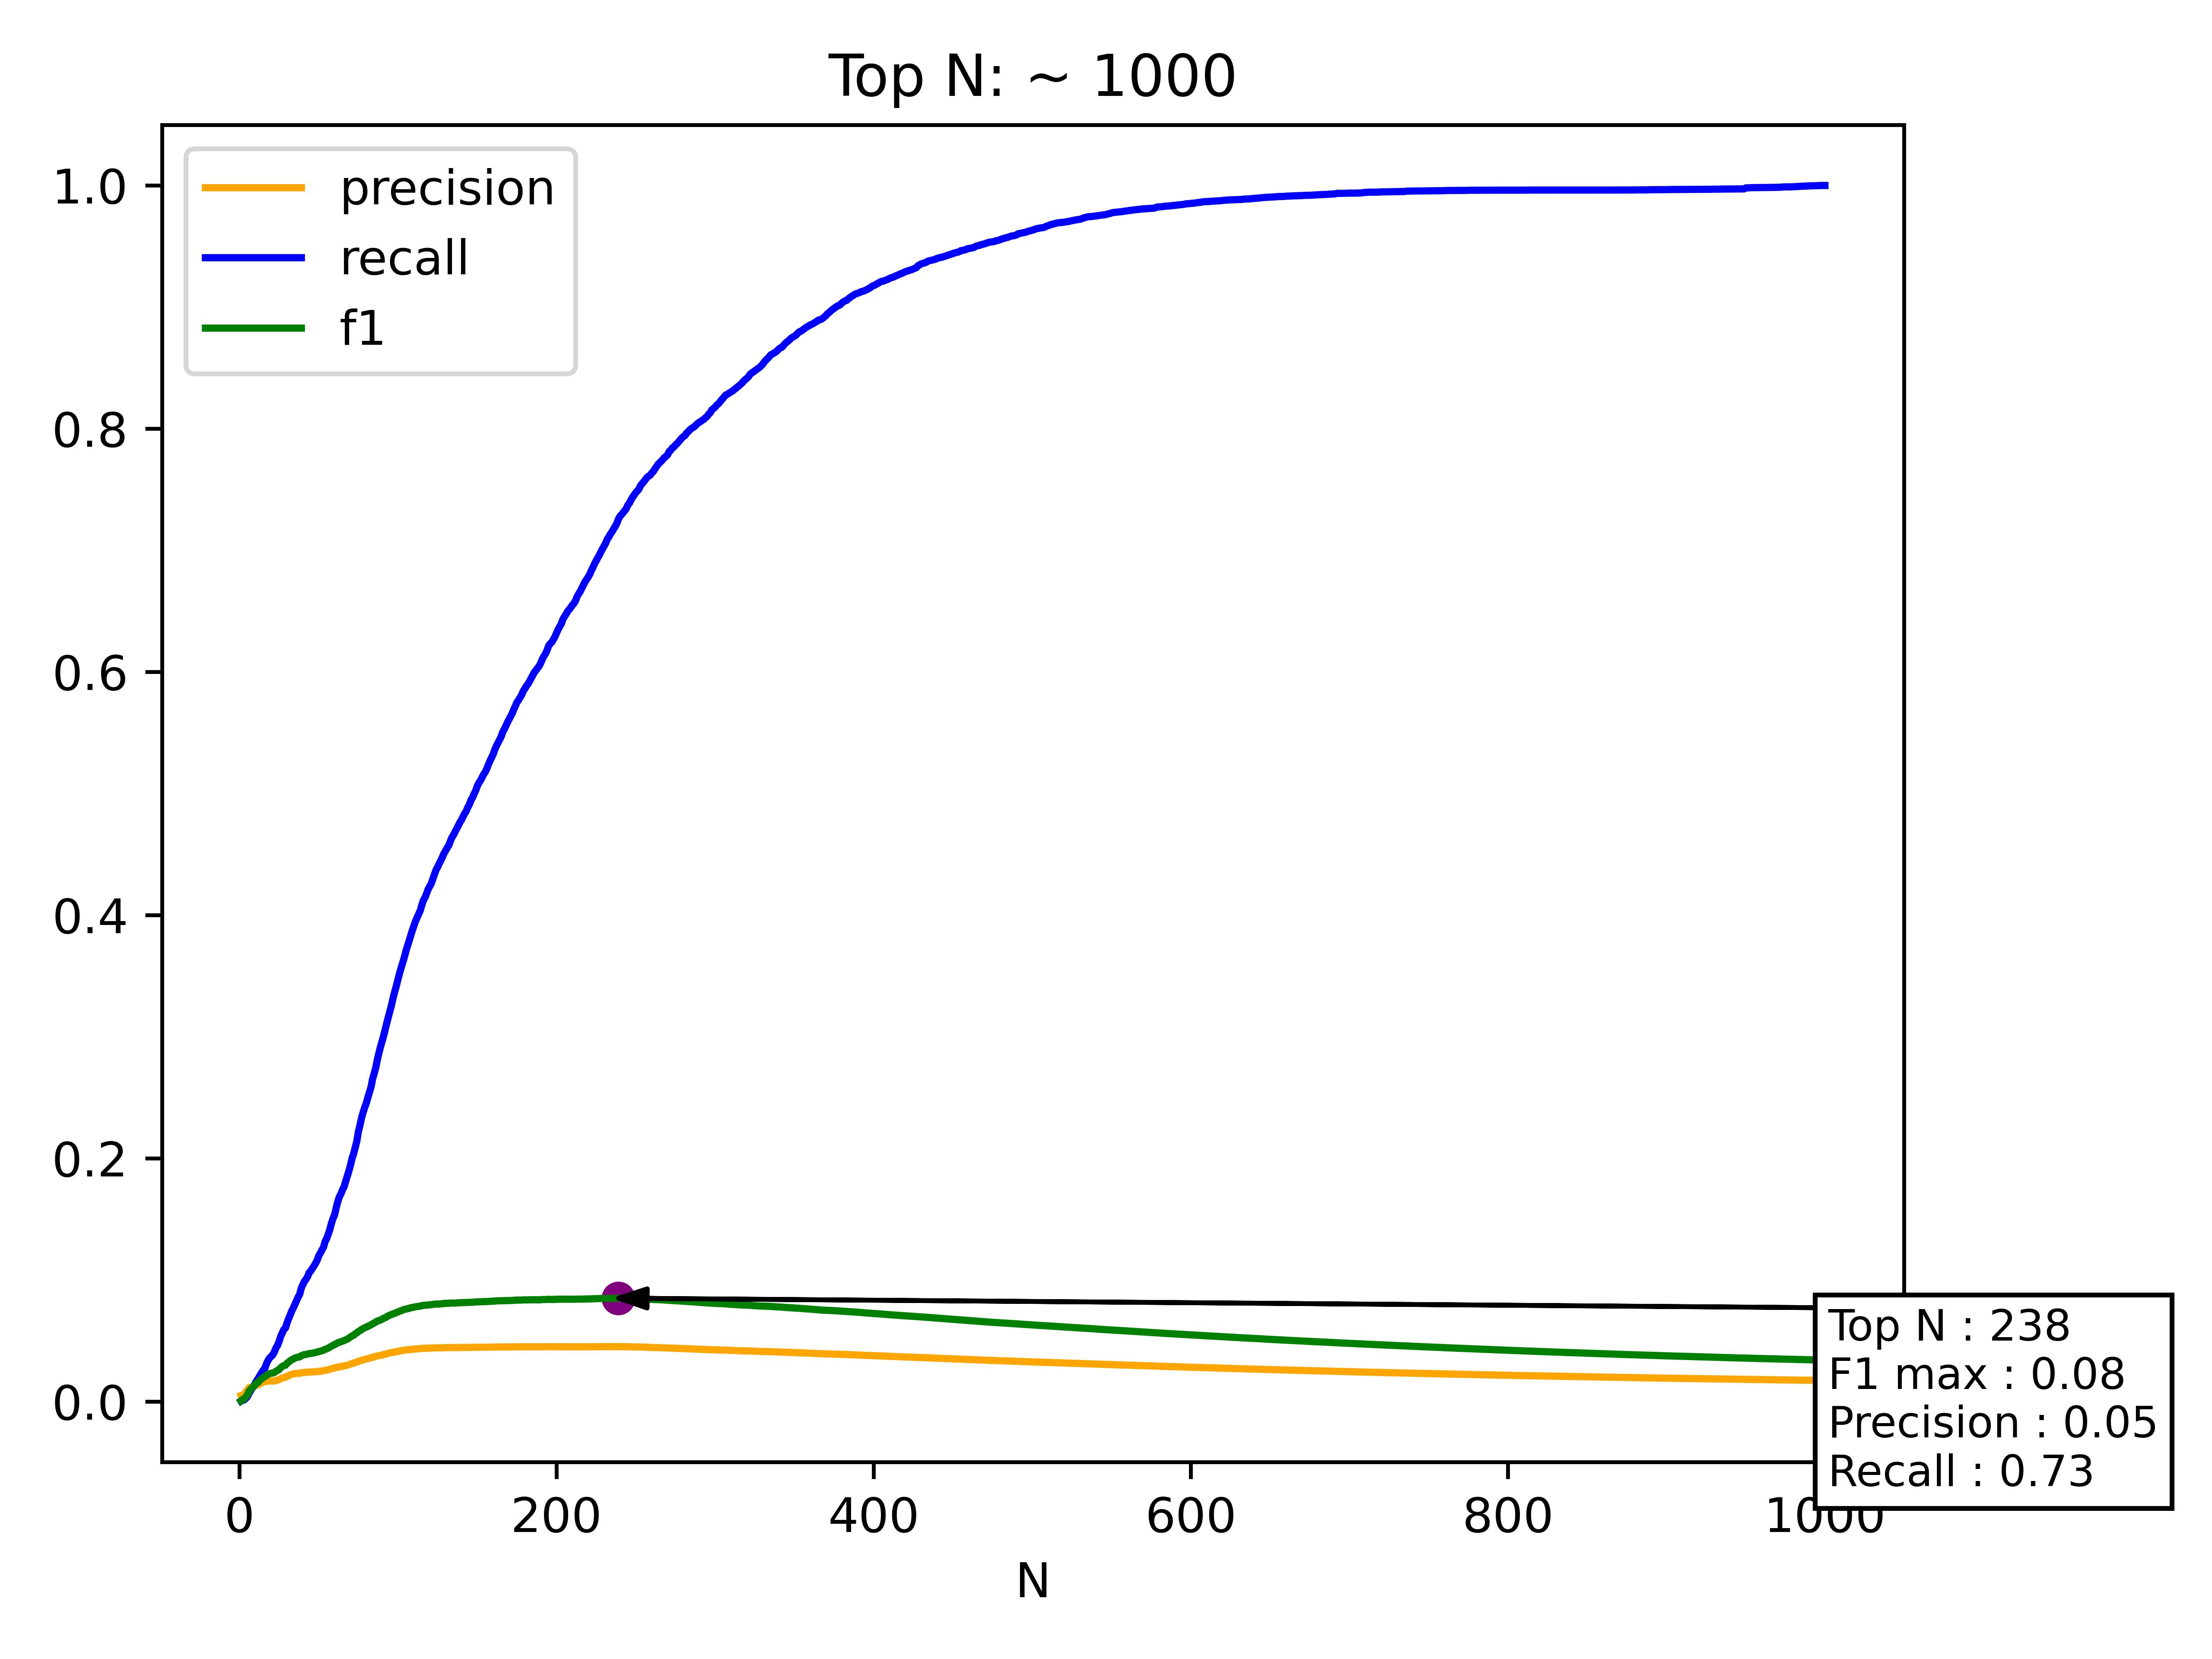 Top N: ~ 1000
precision
recall
f1
1.0
0.8
0.6
0.4
0.2
0.0
Top N : 238
F1 max : 0.08
Precision : 0.05
Recall : 0.73
0 200 400 600 800 1000
N